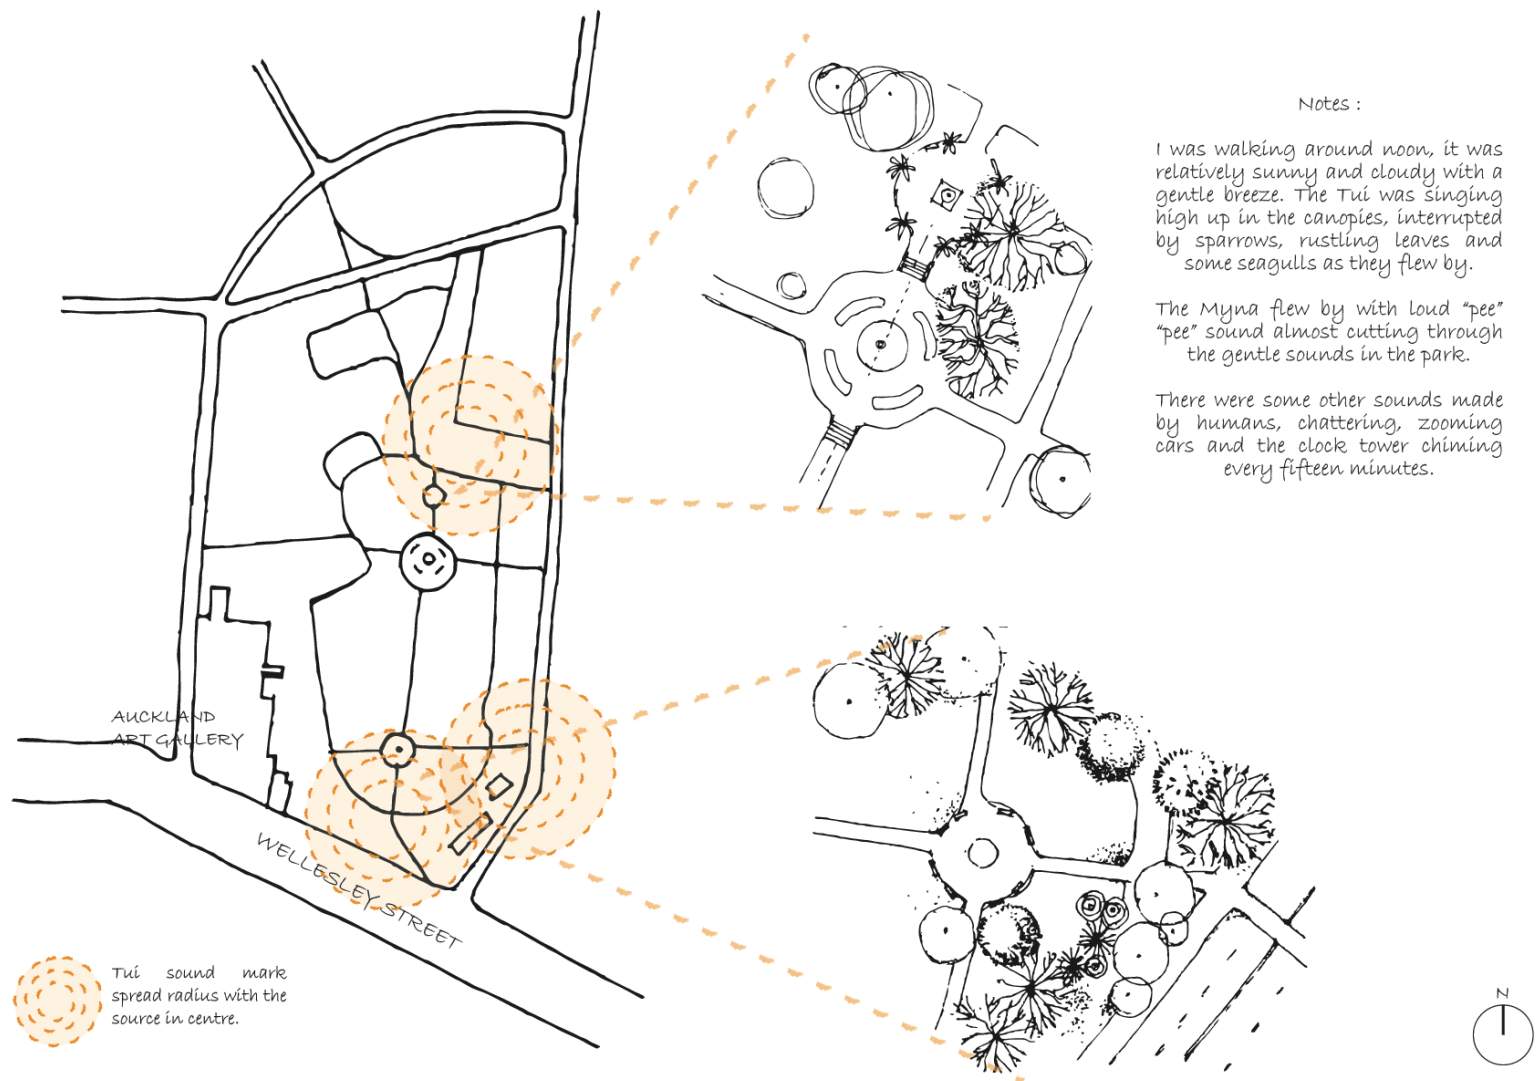 Notes :
I was walking around noon, it was
relatively sunny and cloudy with a
gentle breeze. The Tui was singing
high up in the canopies, interrupted
by sparrows, rustling leaves and
some seagulls as they flew by.
The Myna flew by with loud “pee”
“pee” sound almost cutting through
the gentle sounds in the park.
There were some other sounds made
by humans, chattering, zooming
cars and the clock tower chiming
every fifteen minutes.
AUCKLAND
ART GALLERY
WELLESLEY STREET
Tui sound mark
spread radius with the
source in centre.
N